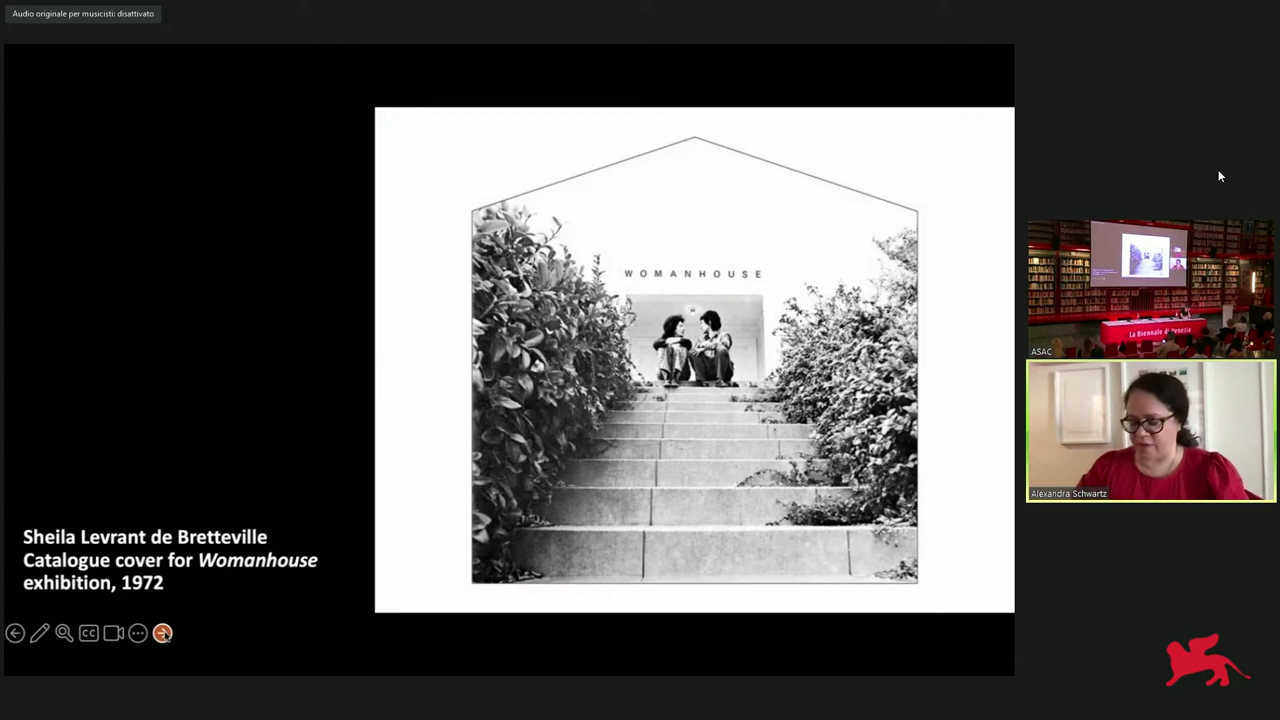 Audio originale per musicisti: disattivato
WOMANHOUSE
Sheila Levrant de Bretteville
Catalogue cover for Womanhouse
exhibition, 1972
CC
ASAC
La Biennale di Venezia
Alexandra Schwartz